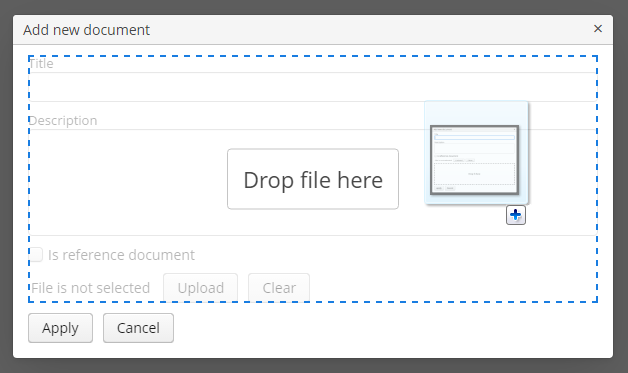 Add new document
×
Title
Description
Drop file here
Is reference document
File is not selected
Upload
Clear
Apply
Cancel